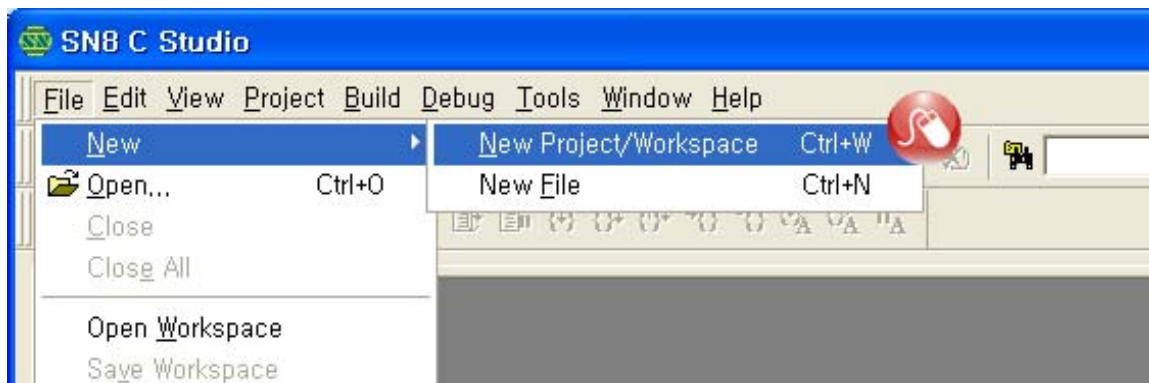 SN8 C Studio
File Edit View Project Build Debug Tools Window Help
New
New Project/Workspace Ctrl+W
Open... Ctrl+O
New File Ctrl+N
Close
Close All
Open Workspace
Save Workspace